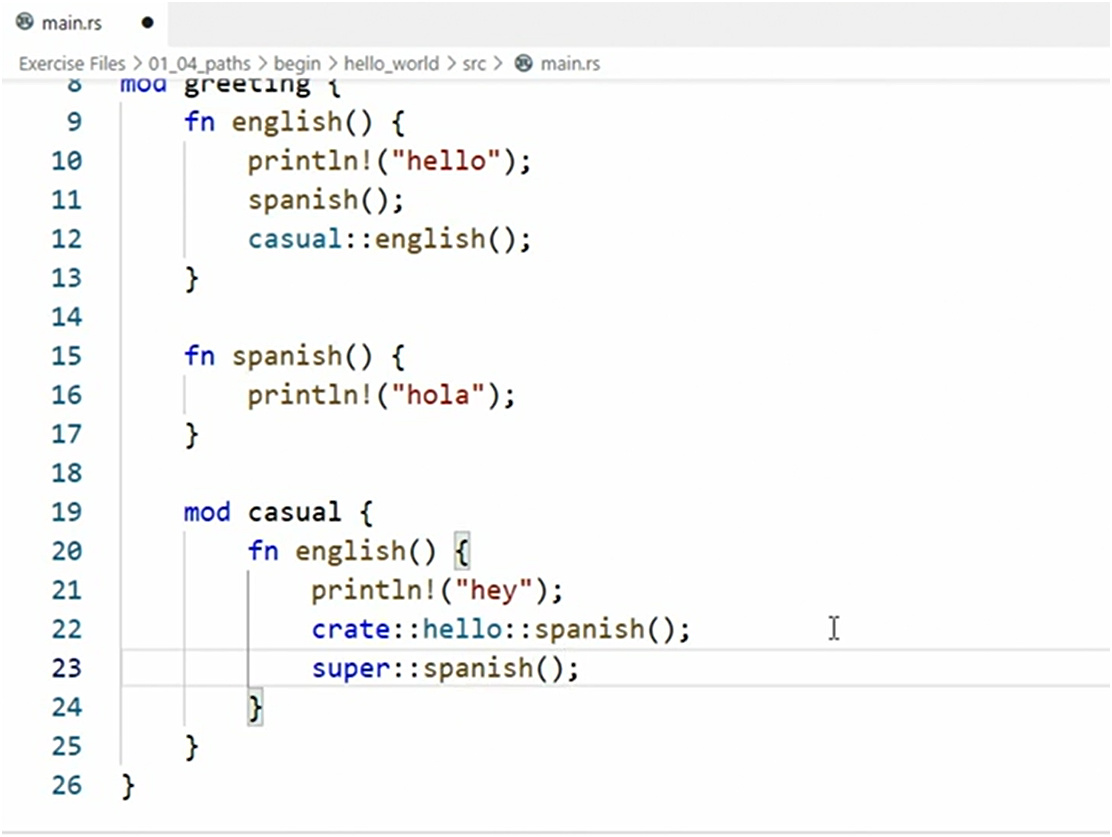 main.rs
Exercise Files > 01_04_paths > begin > hello_world > src > main.rs
8 mod greeting {
9 fn english() {
10 println!("hello");
11 spanish();
12 casual::english();
13 }
14
15 fn spanish() {
16 println!("hola");
17 }
18
19 mod casual {
20 fn english() {
21 println!("hey");
22 crate::hello::spanish();
23 super::spanish();
24 }
25 }
26 }